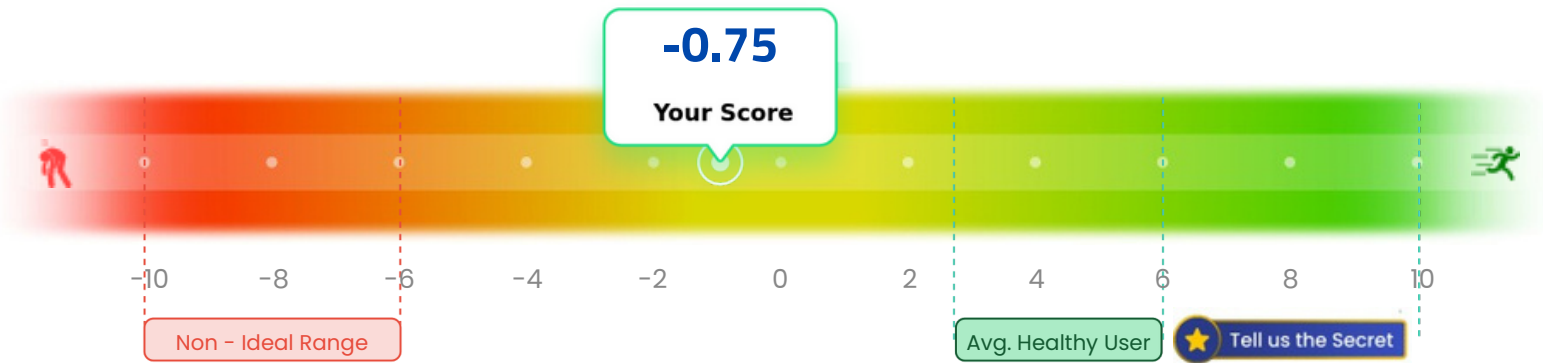 -0.75
Your Score
-10 -8 -6 -4 -2 0 2 4 6 8 10
Non - Ideal Range Avg. Healthy User Tell us the Secret